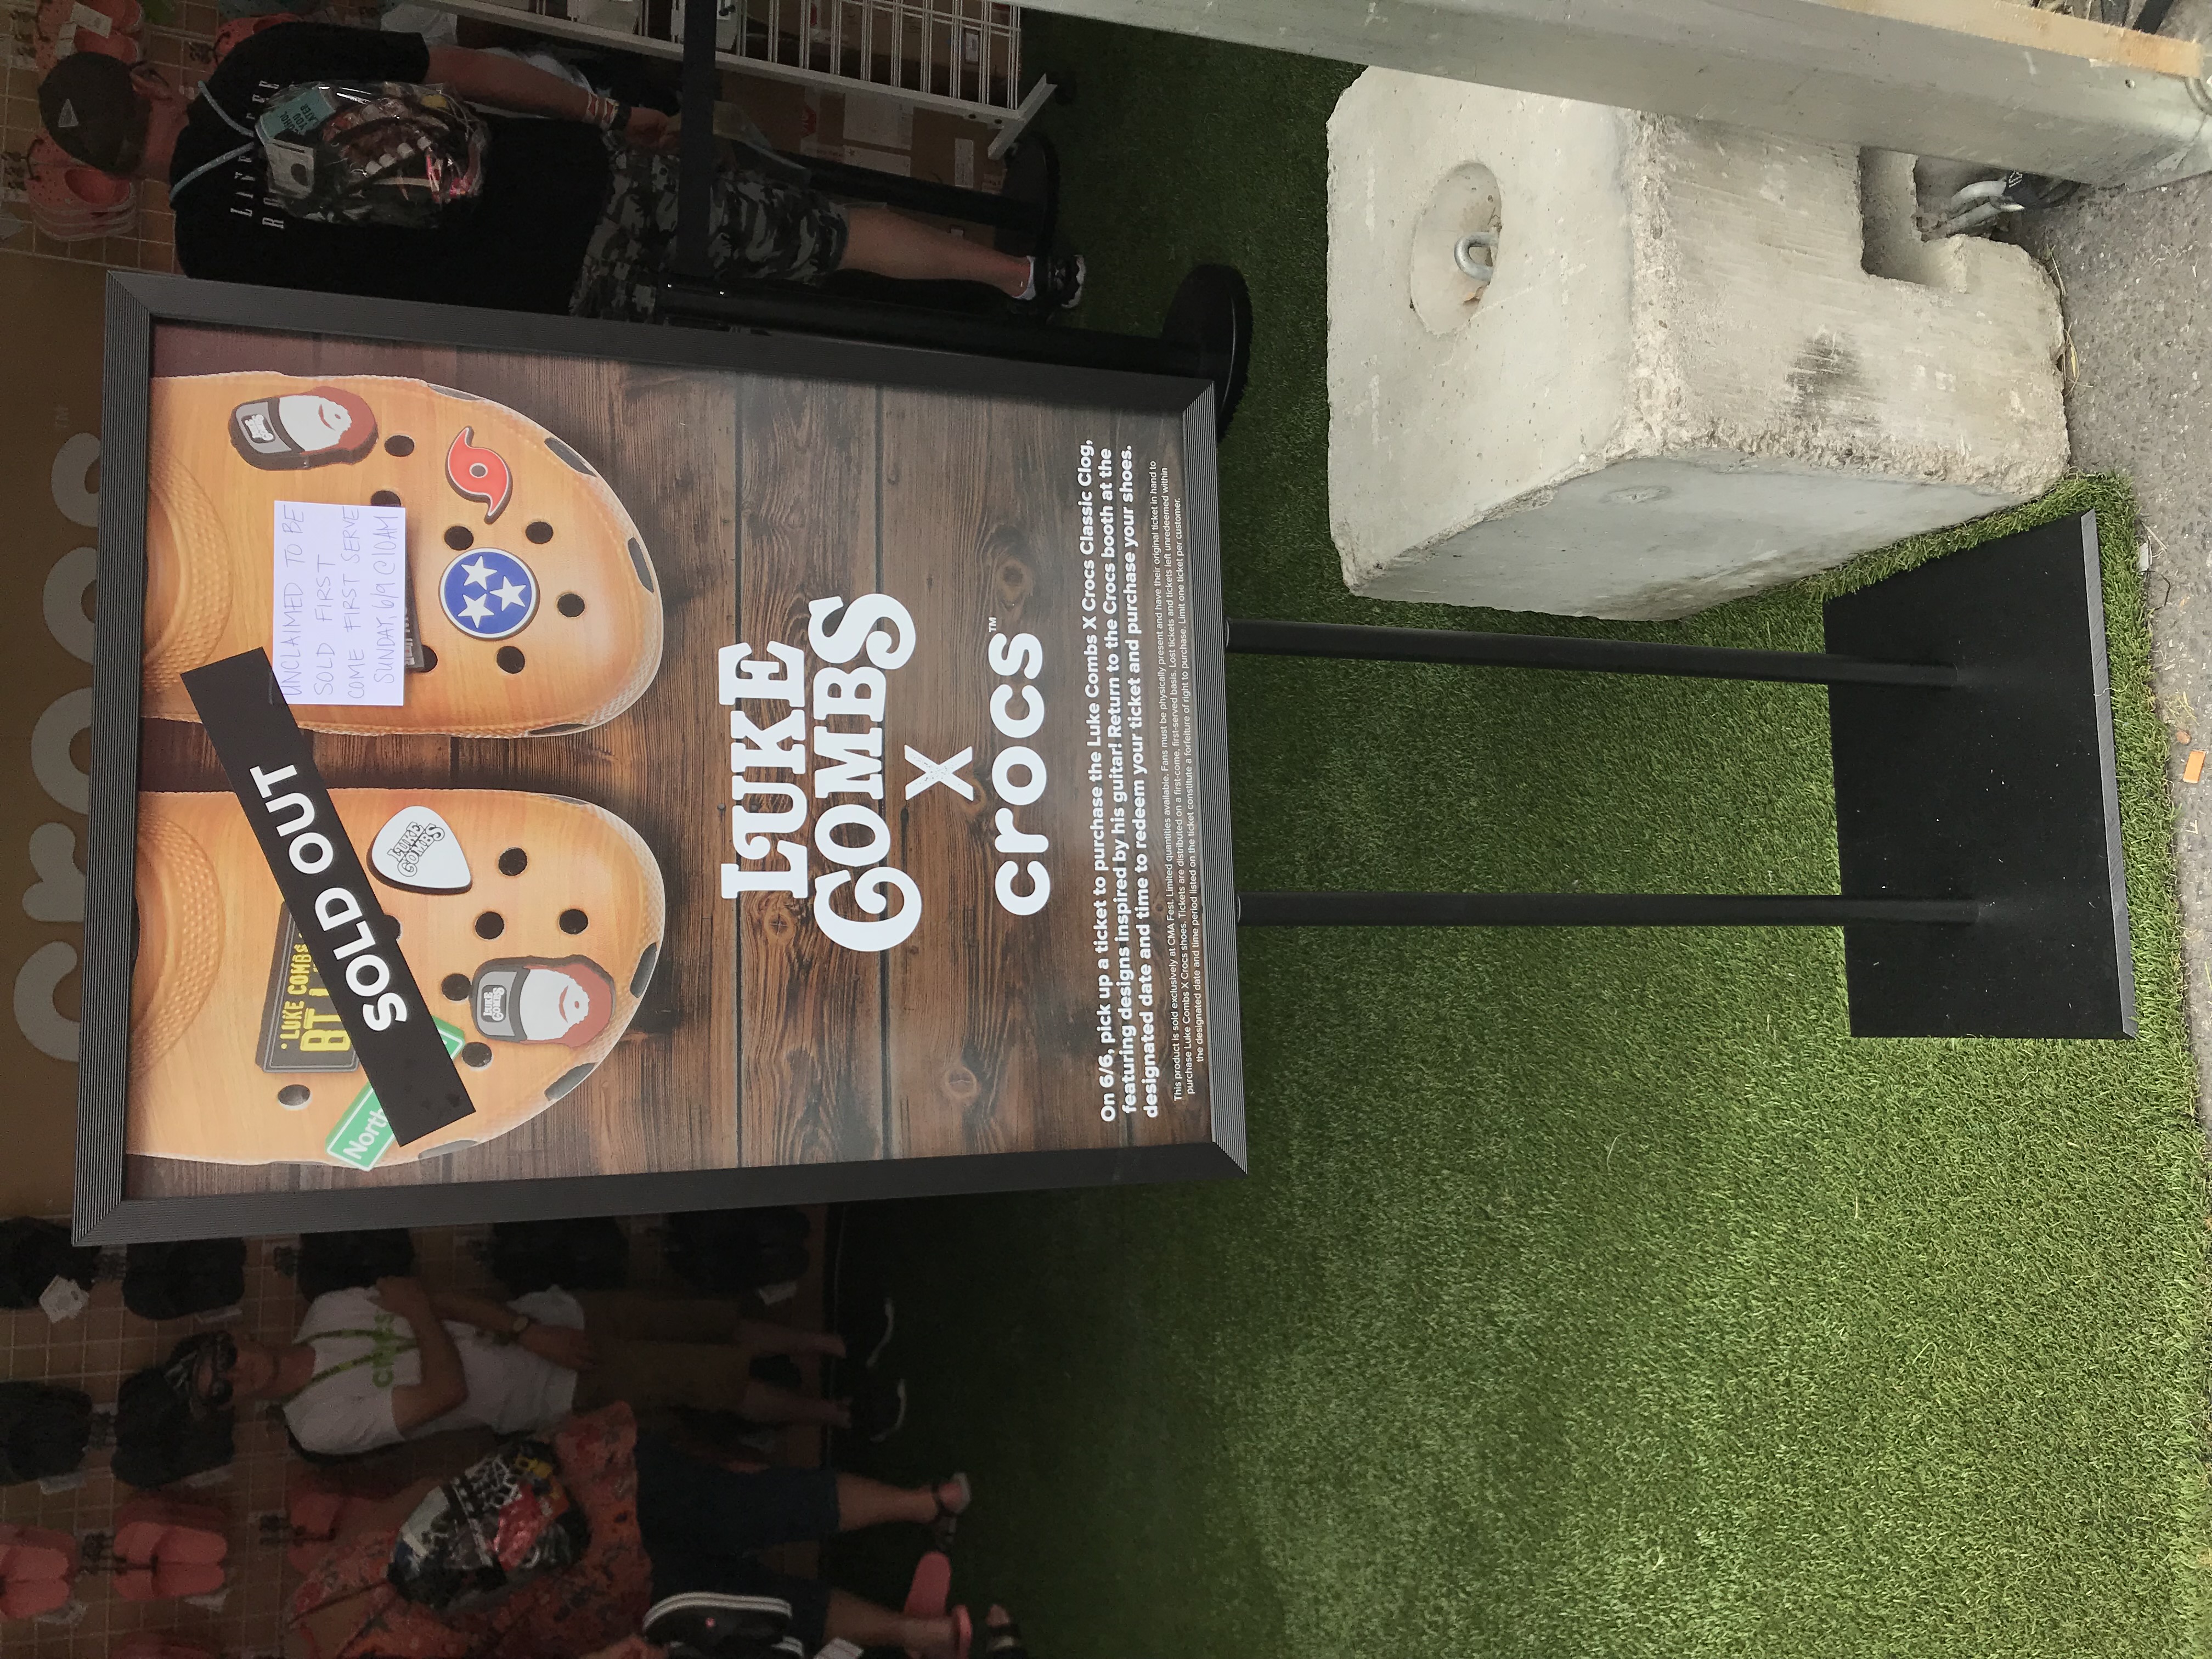 crocs™
LUKE COMBS
BT
North
SOLD OUT
LUKE
COMBS
LUKE
COMBS
UNCLAIMED TO BE
SOLD FIRST
COME FIRST SERVE
SUNDAY, 6/9 @ 10AM
LUKE
COMBS
LUKE
COMBS
X
crocs™
On 6/6, pick up a ticket to purchase the Luke Combs X Crocs Classic Clog,
featuring designs inspired by his guitar! Return to the Crocs booth at the
designated date and time to redeem your ticket and purchase your shoes.
This product is sold exclusively at CMA Fest. Limited quantities available. Fans must be physically present and have their original ticket in hand to
purchase Luke Combs X Crocs shoes. Tickets are distributed on a first-come, first-served basis. Lost tickets and tickets left unredeemed within
the designated date and time period listed on the ticket constitute a forfeiture of right to purchase. Limit one ticket per customer.
crocs